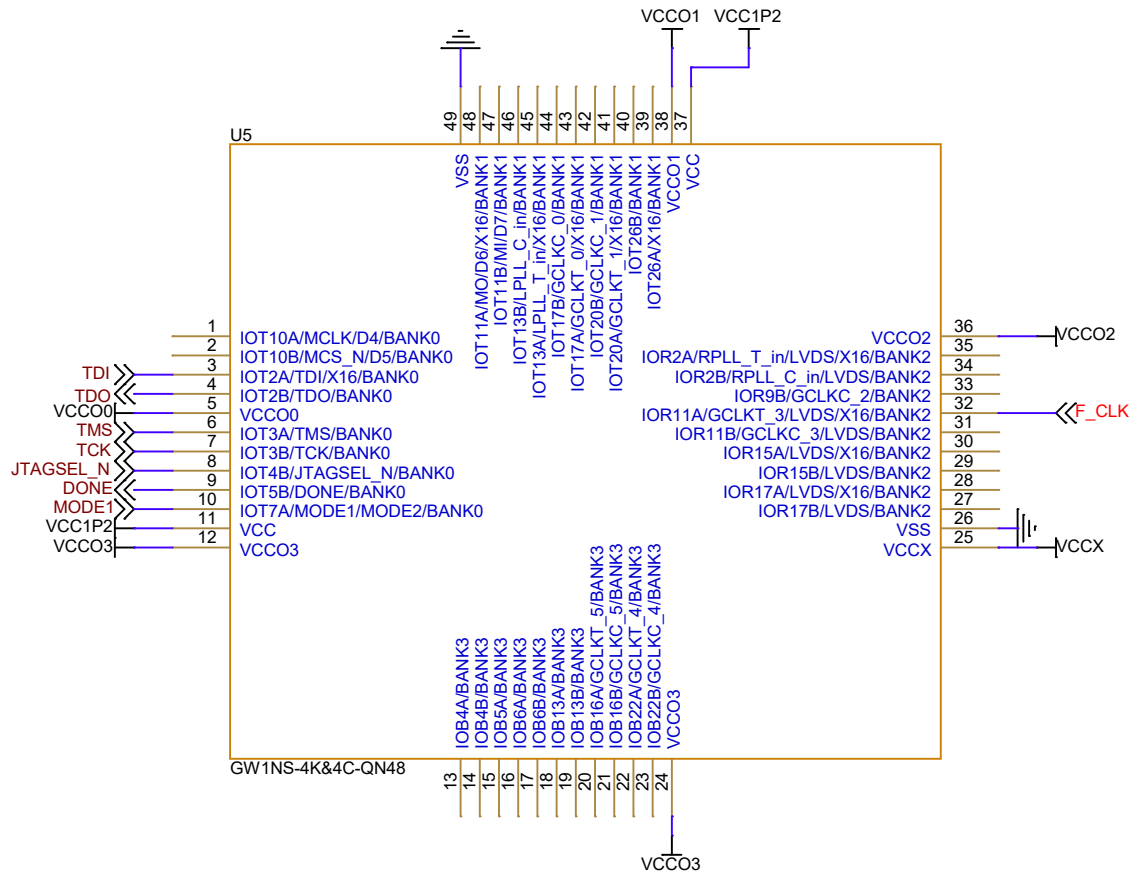 VCCO1
VCC1P2
U5
49 VSS
48 IOT11A/MO/D6/X16/BANK1
47 IOT11B/MI/D7/BANK1
46 IOT13B/LPLL_C_in/BANK1
45 IOT13A/LPLL_T_in/X16/BANK1
44 IOT17B/GCLKC_0/BANK1
43 IOT17A/GCLKT_0/X16/BANK1
42 IOT20B/GCLKC_1/BANK1
41 IOT20A/GCLKT_1/X16/BANK1
40 IOT26B/BANK1
39 IOT26A/X16/BANK1
38 VCCO1
37 VCC
1 IOT10A/MCLK/D4/BANK0
2 IOT10B/MCS_N/D5/BANK0
TDI 3 IOT2A/TDI/X16/BANK0
TDO 4 IOT2B/TDO/BANK0
VCCO0 5 VCCO0
TMS 6 IOT3A/TMS/BANK0
TCK 7 IOT3B/TCK/BANK0
JTAGSEL_N 8 IOT4B/JTAGSEL_N/BANK0
DONE 9 IOT5B/DONE/BANK0
MODE1 10 IOT7A/MODE1/MODE2/BANK0
VCC1P2 11 VCC
VCCO3 12 VCCO3
VCCO2 36 VCCO2
IOR2A/RPLL_T_in/LVDS/X16/BANK2 35
IOR2B/RPLL_C_in/LVDS/BANK2 34
IOR9B/GCLKC_2/BANK2 33
IOR11A/GCLKT_3/LVDS/X16/BANK2 32 F_CLK
IOR11B/GCLKC_3/LVDS/BANK2 31
IOR15A/LVDS/X16/BANK2 30
IOR15B/LVDS/BANK2 29
IOR17A/LVDS/X16/BANK2 28
IOR17B/LVDS/BANK2 27
VSS 26
VCCX 25 VCCX
13 IOB4A/BANK3
14 IOB4B/BANK3
15 IOB5A/BANK3
16 IOB6A/BANK3
17 IOB6B/BANK3
18 IOB13A/BANK3
19 IOB13B/BANK3
20 IOB16A/GCLKT_5/BANK3
21 IOB16B/GCLKC_5/BANK3
22 IOB22A/GCLKT_4/BANK3
23 IOB22B/GCLKC_4/BANK3
24 VCCO3
GW1NS-4K&4C-QN48
VCCO3